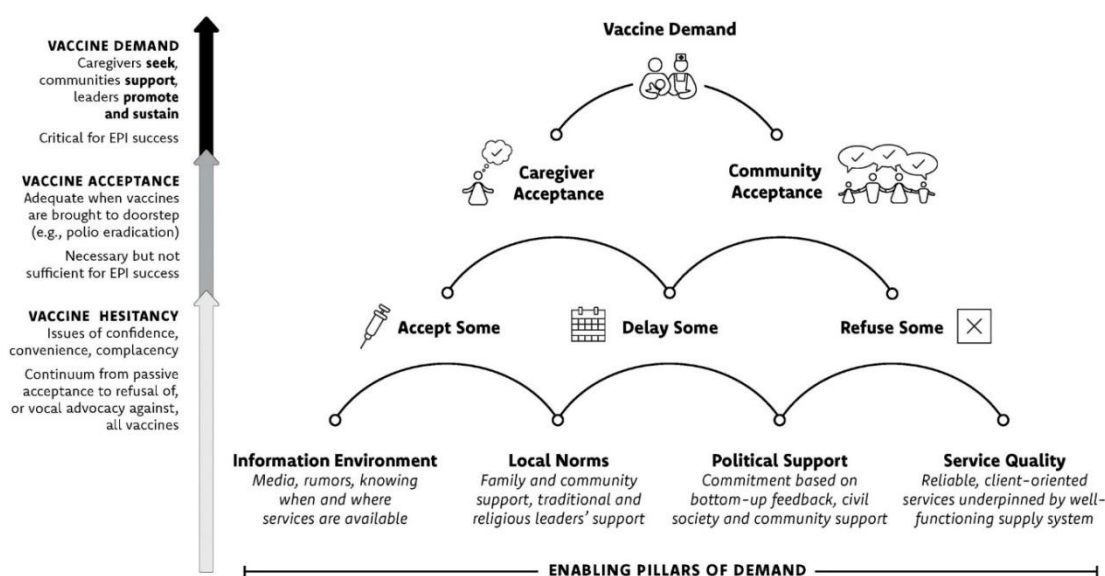 VACCINE DEMAND
Caregivers seek,
communities support,
leaders promote
and sustain
Critical for EPI success
VACCINE ACCEPTANCE
Adequate when vaccines
are brought to doorstep
(e.g., polio eradication)
Necessary but not
sufficient for EPI success
VACCINE HESITANCY
Issues of confidence,
convenience, complacency
Continuum from passive
acceptance to refusal of,
or vocal advocacy against,
all vaccines
Vaccine Demand
Caregiver
Acceptance
Community
Acceptance
Accept Some
Delay Some
Refuse Some
Information Environment
Media, rumors, knowing
when and where
services are available
Local Norms
Family and community
support, traditional and
religious leaders' support
Political Support
Commitment based on
bottom-up feedback, civil
society and community support
Service Quality
Reliable, client-oriented
services underpinned by well-
functioning supply system
ENABLING PILLARS OF DEMAND